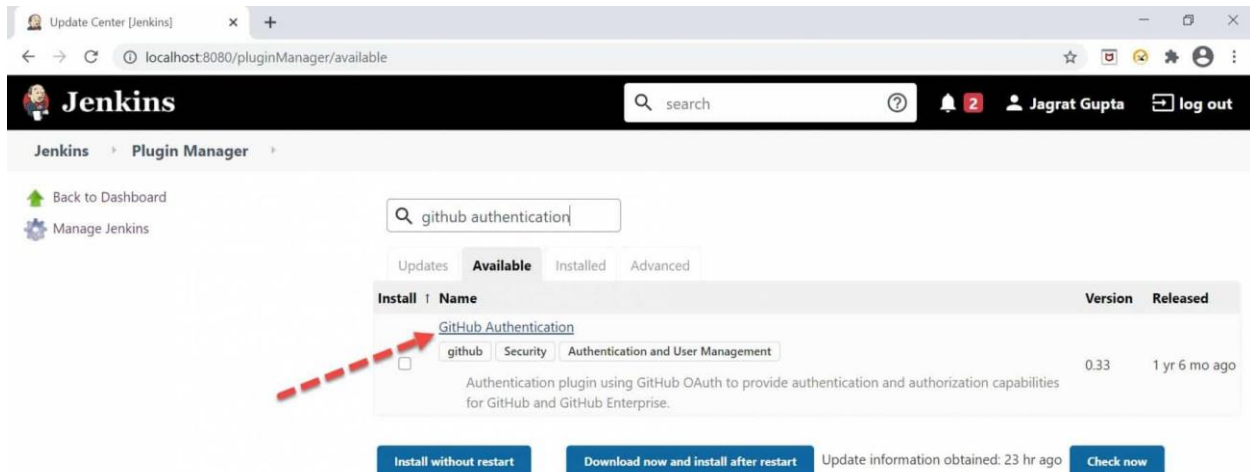 Update Center [Jenkins]
localhost:8080/pluginManager/available
Jenkins
search
2
Jagrat Gupta
log out
Jenkins
Plugin Manager
Back to Dashboard
Manage Jenkins
github authentication
Updates Available Installed Advanced
Install ↑ Name Version Released
GitHub Authentication
github Security Authentication and User Management
0.33 1 yr 6 mo ago
Authentication plugin using GitHub OAuth to provide authentication and authorization capabilities
for GitHub and GitHub Enterprise.
Install without restart Download now and install after restart Update information obtained: 23 hr ago Check now